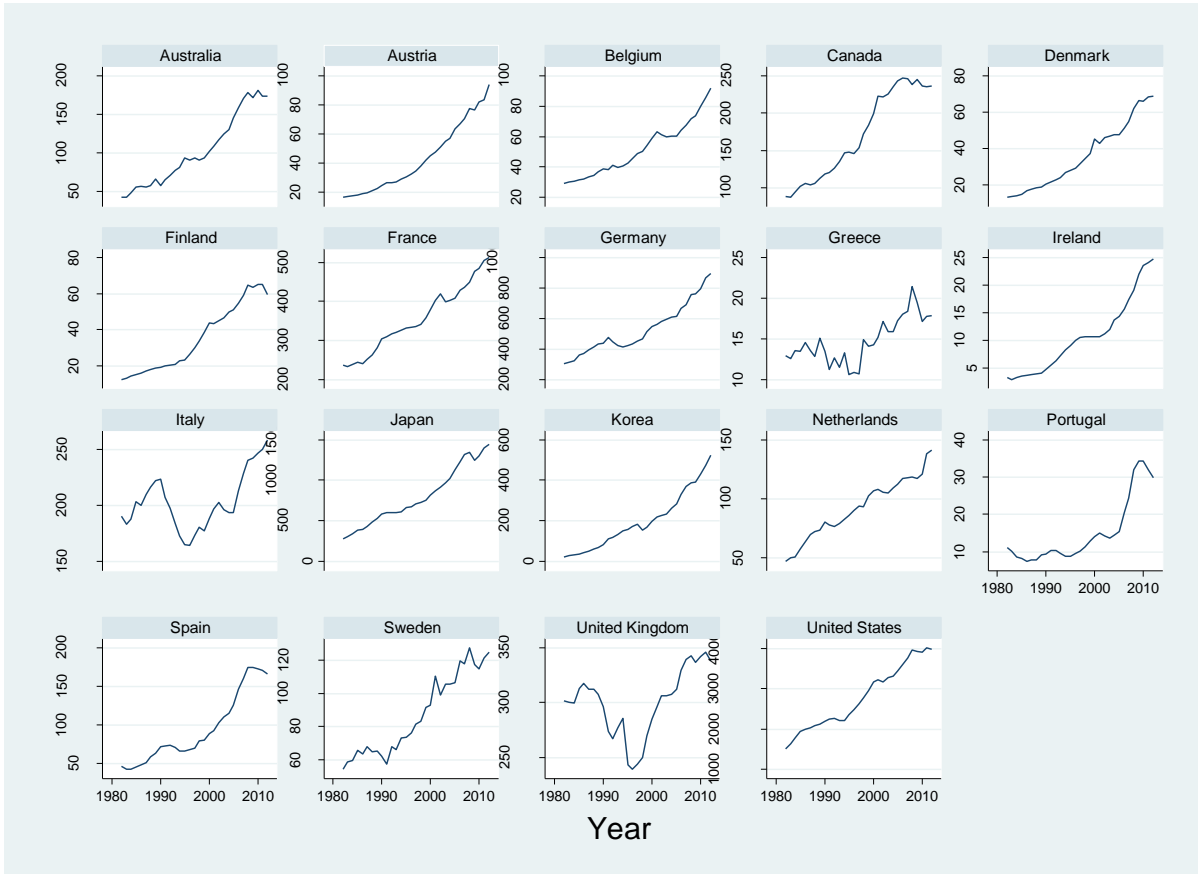 Australia
Austria
Belgium
Canada
Denmark
50 100 150 200
20 40 60 80 100
20 40 60 80 100
100 150 200 250
20 40 60 80
Finland
France
Germany
Greece
Ireland
20 40 60 80
200 300 400 500
200 400 600 800 100
10 15 20 25
5 10 15 20 25
Italy
Japan
Korea
Netherlands
Portugal
150 200 250
0 500 1000 150
0 200 400 600
50 100 150
10 20 30 40
1980 1990 2000 2010
Spain
Sweden
United Kingdom
United States
50 100 150 200
60 80 100 120
250 300 350
1000 2000 3000 4000
1980 1990 2000 2010
1980 1990 2000 2010
1980 1990 2000 2010
1980 1990 2000 2010
Year